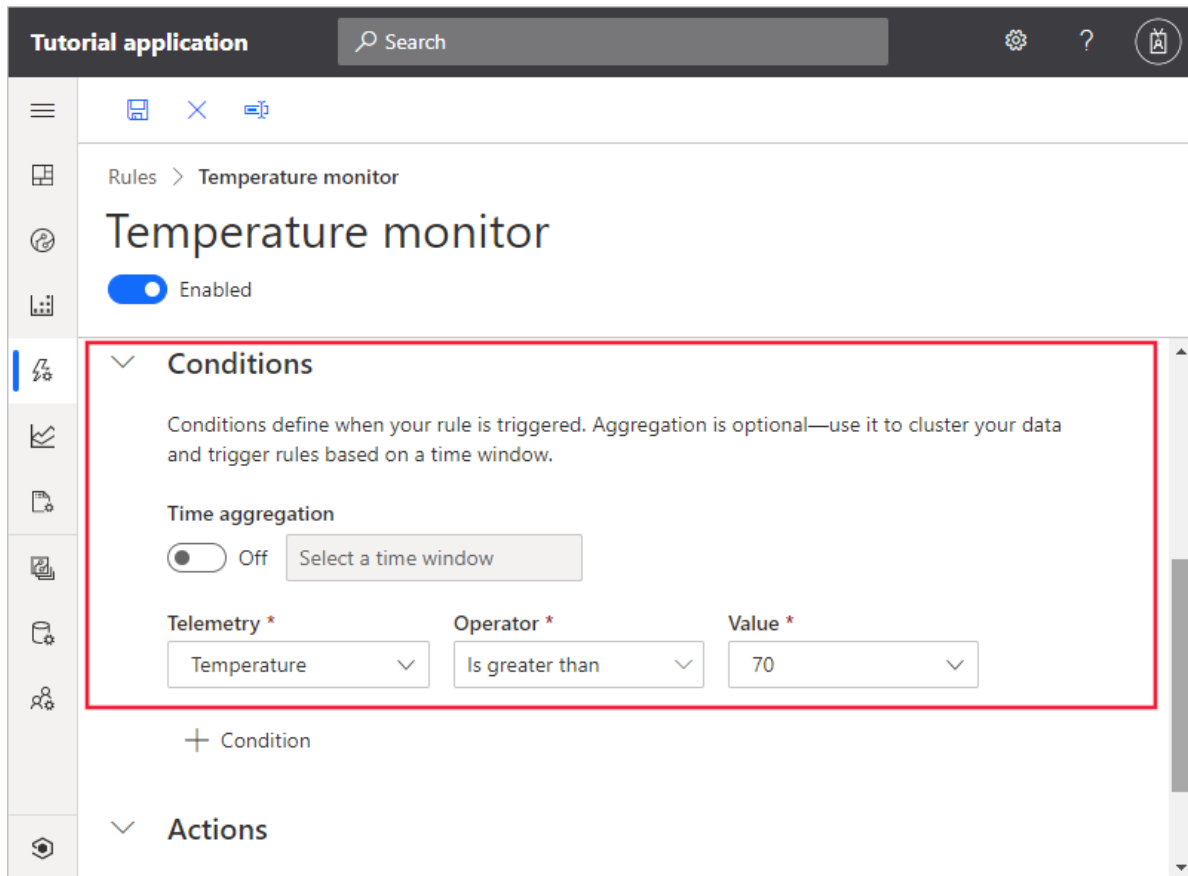 Tutorial application
Search
?
Rules > Temperature monitor
Temperature monitor
Enabled
Conditions
Conditions define when your rule is triggered. Aggregation is optional—use it to cluster your data
and trigger rules based on a time window.
Time aggregation
Off Select a time window
Telemetry * Operator * Value *
Temperature Is greater than 70
+ Condition
Actions